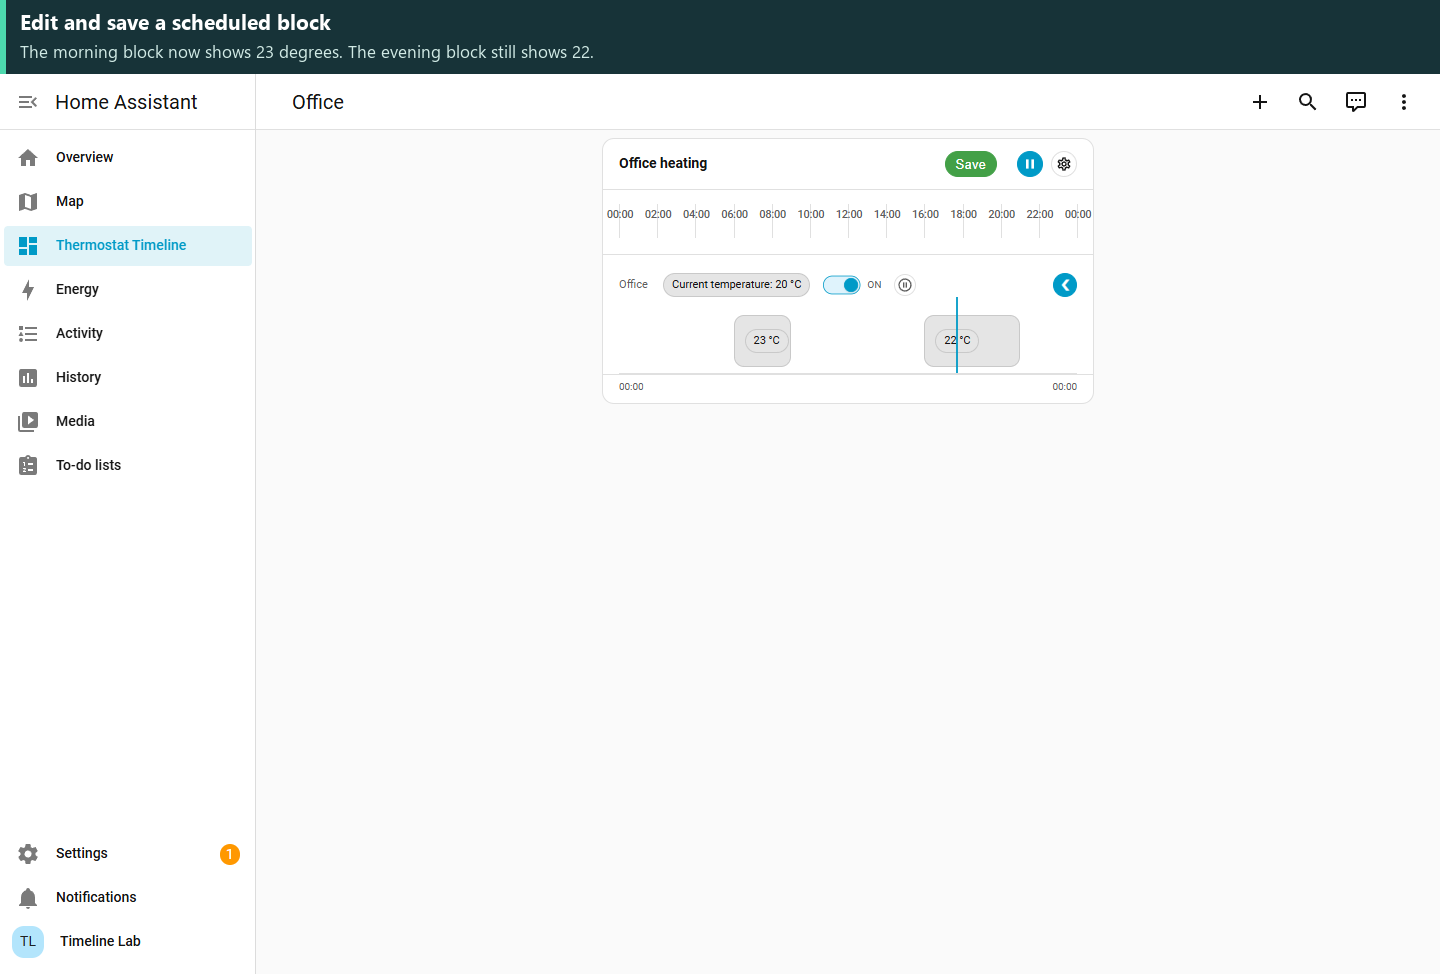 Edit and save a scheduled block
The morning block now shows 23 degrees. The evening block still shows 22.
Home Assistant
Office
Overview
Map
Thermostat Timeline
Energy
Activity
History
Media
To-do lists
Settings
1
Notifications
TL
Timeline Lab
Office heating
Save
00:00 02:00 04:00 06:00 08:00 10:00 12:00 14:00 16:00 18:00 20:00 22:00 00:00
Office Current temperature: 20 °C ON
23 °C 22 °C
00:00 00:00